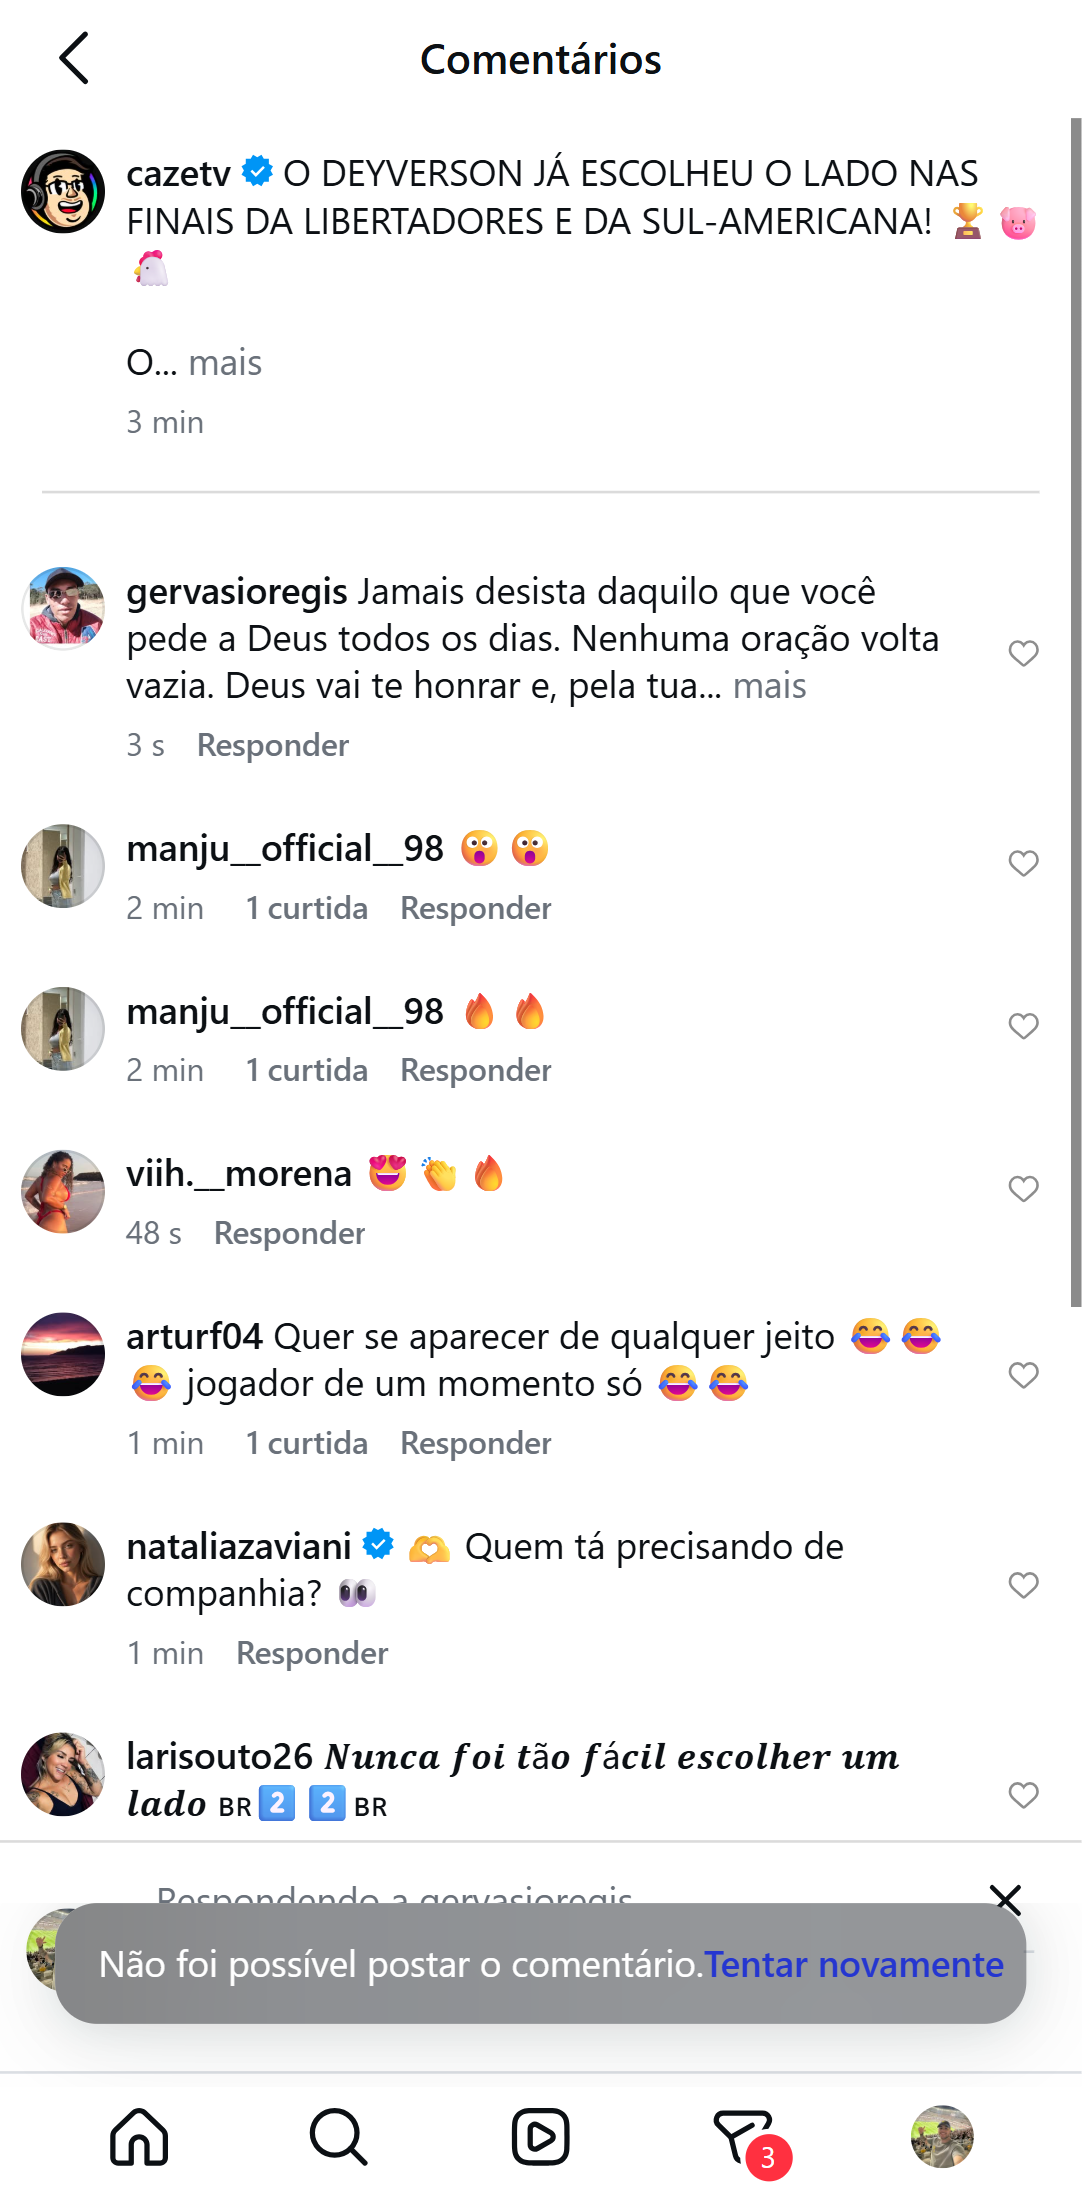 Comentários
cazetv O DEYVERSON JÁ ESCOLHEU O LADO NAS
FINAIS DA LIBERTADORES E DA SUL-AMERICANA! 🏆 🐷
🐔
O... mais
3 min
gervasioregis Jamais desista daquilo que você
pede a Deus todos os dias. Nenhuma oração volta
vazia. Deus vai te honrar e, pela tua... mais
3 s Responder
manju__official__98 😲 😲
2 min 1 curtida Responder
manju__official__98 🔥 🔥
2 min 1 curtida Responder
viih.__morena 😍 👏 🔥
48 s Responder
arturf04 Quer se aparecer de qualquer jeito 😂 😂
😂 jogador de um momento só 😂 😂
1 min 1 curtida Responder
nataliazaviani 🫶 Quem tá precisando de
companhia? 👀
1 min Responder
larisouto26 𝑵𝒖𝒏𝒄𝒂 𝒇𝒐𝒊 𝒕ã𝒐 𝒇á𝒄𝒊𝒍 𝒆𝒔𝒄𝒐𝒍𝒉𝒆𝒓 𝒖𝒎
𝒍𝒂𝒅𝒐 🇧🇷2️⃣ 2️⃣🇧🇷
Respondendo a gervasioregis
Não foi possível postar o comentário.Tentar novamente
3